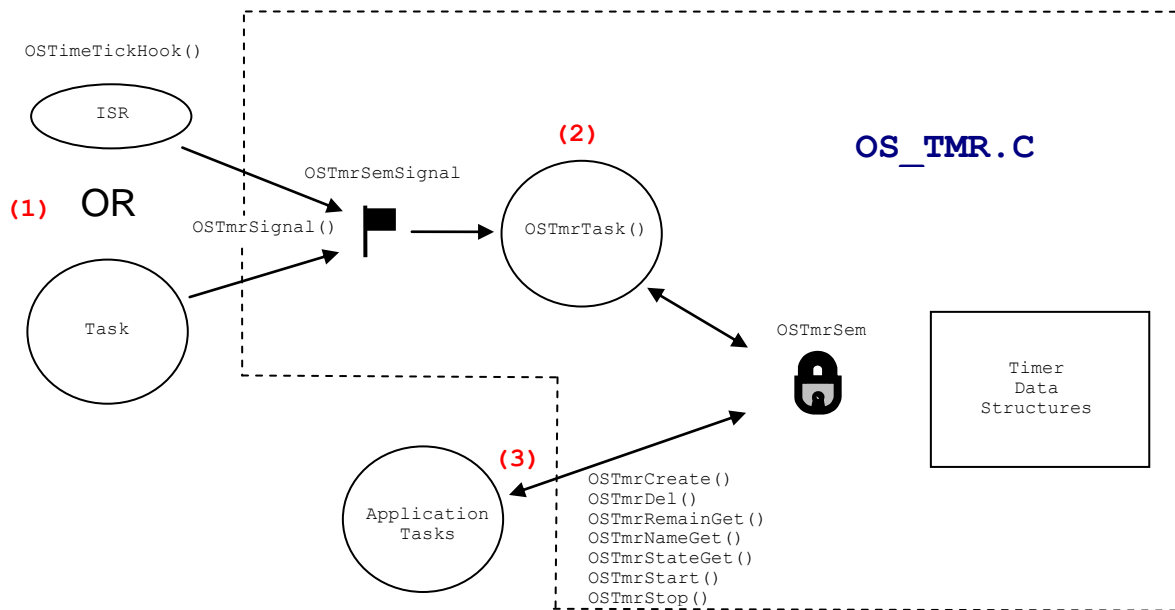 OSTimeTickHook()
ISR
(1) OR
OSTmrSemSignal
OSTmrSignal()
Task
(2)
OSTmrTask()
OS_TMR.C
OSTmrSem
Timer
Data
Structures
(3)
Application
Tasks
OSTmrCreate()
OSTmrDel()
OSTmrRemainGet()
OSTmrNameGet()
OSTmrStateGet()
OSTmrStart()
OSTmrStop()